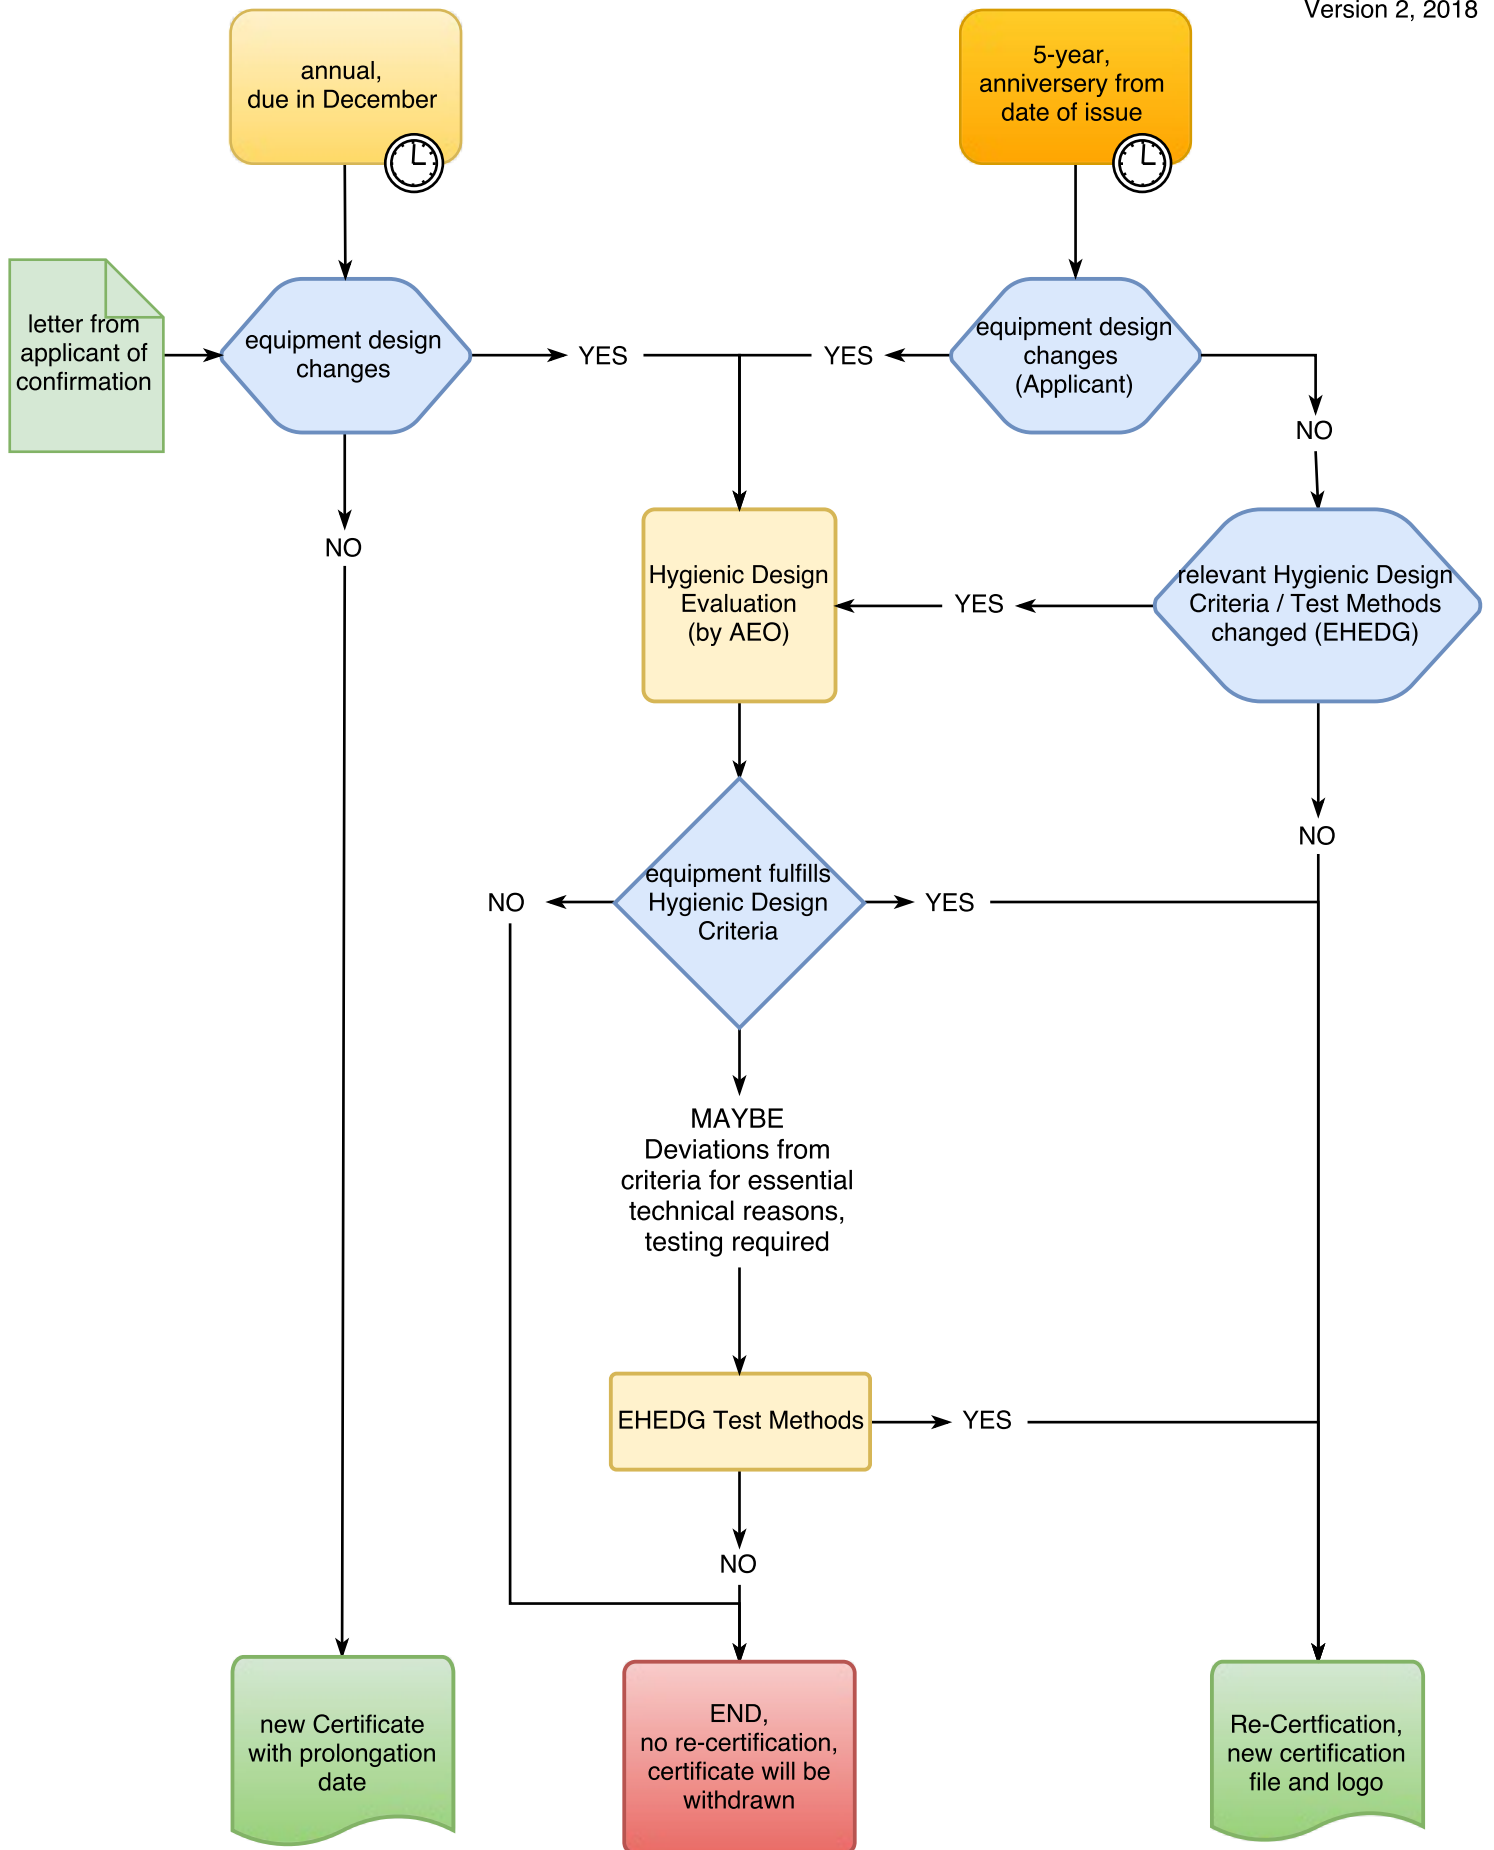 Version 2, 2018
annual,
due in December
5-year,
anniversery from
date of issue
letter from
applicant of
confirmation
equipment design
changes
YES
YES
equipment design
changes
(Applicant)
NO
NO
Hygienic Design
Evaluation
(by AEO)
YES
relevant Hygienic Design
Criteria / Test Methods
changed (EHEDG)
NO
NO
equipment fulfills
Hygienic Design
Criteria
YES
MAYBE
Deviations from
criteria for essential
technical reasons,
testing required
EHEDG Test Methods
YES
NO
new Certificate
with prolongation
date
END,
no re-certification,
certificate will be
withdrawn
Re-Certfication,
new certification
file and logo